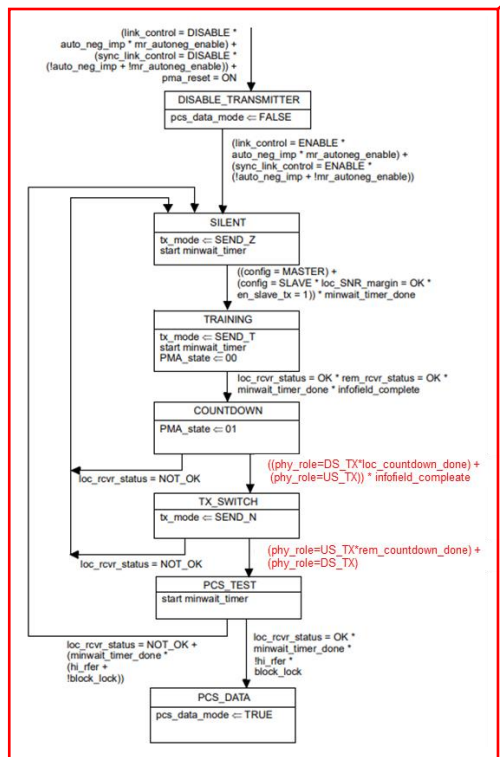 (link_control = DISABLE *
auto_neg_imp * mr_autoneg_enable) +
(sync_link_control = DISABLE *
(!auto_neg_imp + !mr_autoneg_enable)) +
pma_reset = ON
DISABLE_TRANSMITTER
pcs_data_mode ⇐ FALSE
(link_control = ENABLE *
auto_neg_imp * mr_autoneg_enable) +
(sync_link_control = ENABLE *
(!auto_neg_imp + !mr_autoneg_enable))
SILENT
tx_mode ⇐ SEND_Z
start minwait_timer
((config = MASTER) +
(config = SLAVE * loc_SNR_margin = OK *
en_slave_tx = 1)) * minwait_timer_done
TRAINING
tx_mode ⇐ SEND_T
start minwait_timer
PMA_state ⇐ 00
loc_rcvr_status = OK * rem_rcvr_status = OK *
minwait_timer_done * infofield_complete
COUNTDOWN
PMA_state ⇐ 01
loc_rcvr_status = NOT_OK
((phy_role=DS_TX*loc_countdown_done) +
(phy_role=US_TX)) * infofield_compleate
TX_SWITCH
tx_mode ⇐ SEND_N
loc_rcvr_status = NOT_OK
(phy_role=US_TX*rem_countdown_done) +
(phy_role=DS_TX)
PCS_TEST
start minwait_timer
loc_rcvr_status = NOT_OK +
(minwait_timer_done *
(hi_rfer +
!block_lock))
loc_rcvr_status = OK *
minwait_timer_done *
!hi_rfer *
block_lock
PCS_DATA
pcs_data_mode ⇐ TRUE